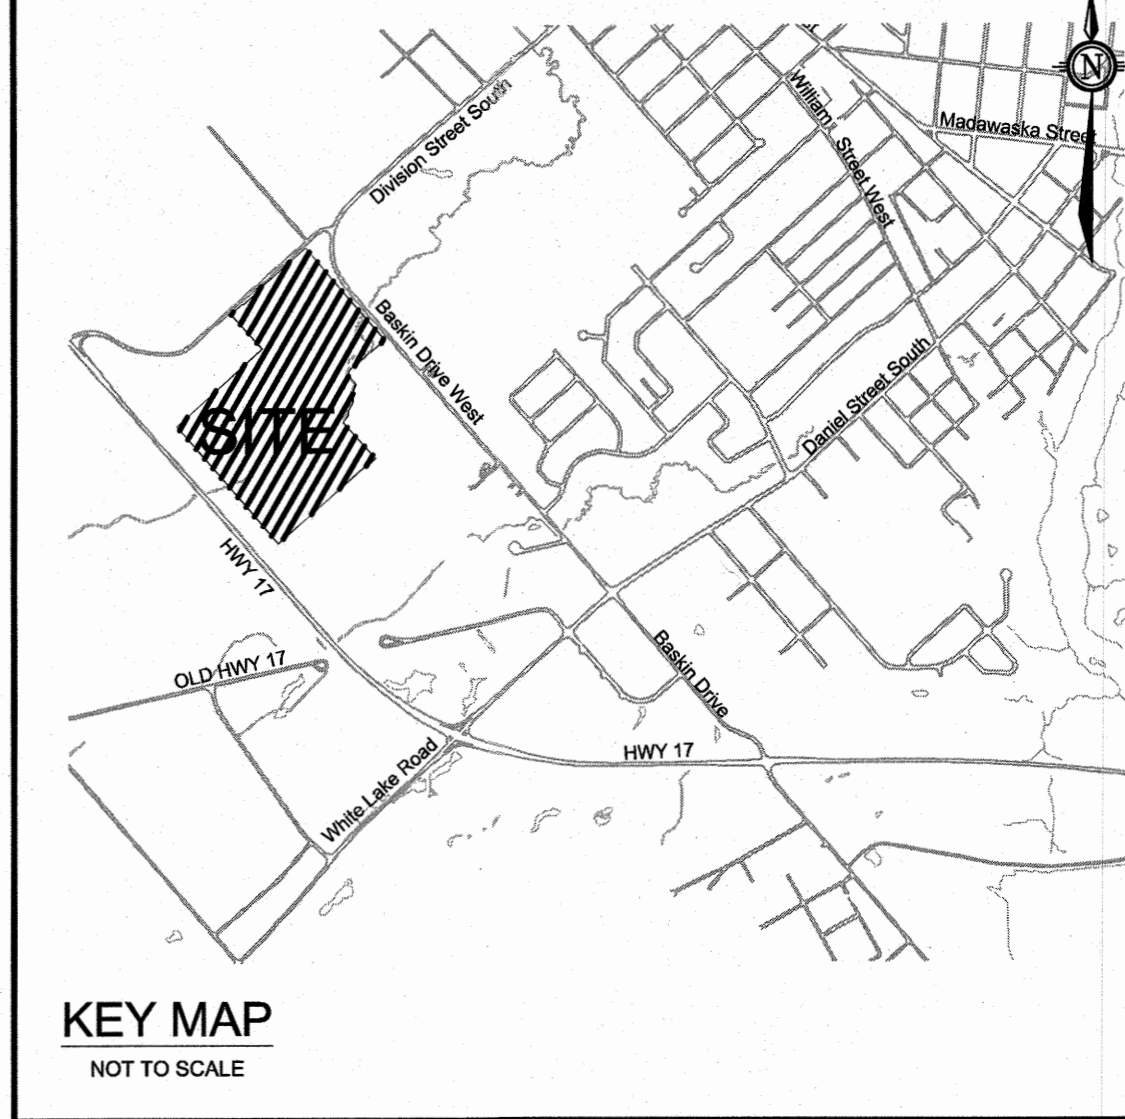 N
William Street West
Madawaska Street
Division Street South
Baskin Drive West
SITE
Daniel Street South
HWY 17
OLD HWY 17
Baskin Drive
HWY 17
White Lake Road
KEY MAP
NOT TO SCALE